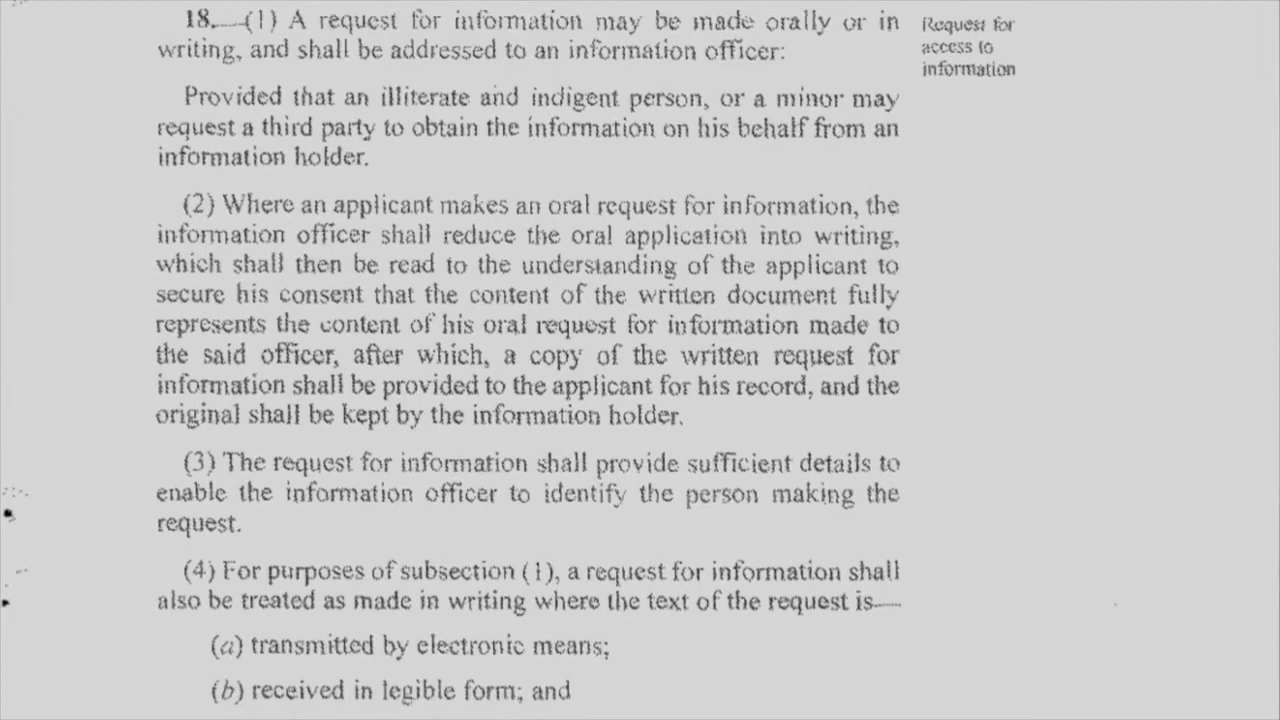 18.—(1) A request for information may be made orally or in
writing, and shall be addressed to an information officer:
Request for
access to
information
Provided that an illiterate and indigent person, or a minor may
request a third party to obtain the information on his behalf from an
information holder.
(2) Where an applicant makes an oral request for information, the
information officer shall reduce the oral application into writing,
which shall then be read to the understanding of the applicant to
secure his consent that the content of the written document fully
represents the content of his oral request for information made to
the said officer, after which, a copy of the written request for
information shall be provided to the applicant for his record, and the
original shall be kept by the information holder.
(3) The request for information shall provide sufficient details to
enable the information officer to identify the person making the
request.
(4) For purposes of subsection (1), a request for information shall
also be treated as made in writing where the text of the request is—
(a) transmitted by electronic means;
(b) received in legible form; and